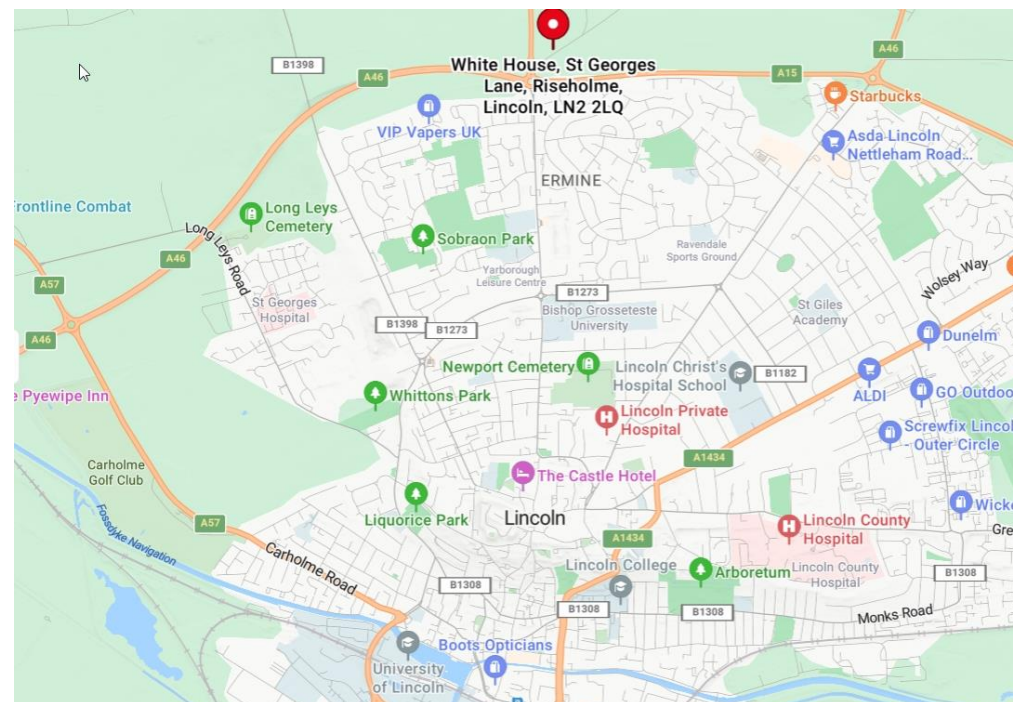 B1398
A46
White House, St Georges
Lane, Riseholme,
Lincoln, LN2 2LQ
A46
A15
Starbucks
VIP Vapers UK
Asda Lincoln
Nettleham Road...
ERMINE
Frontline Combat
Long Leys
Cemetery
Sobraon Park
Long Leys Road
Ravendale
Sports Ground
A46
Yarborough
Leisure Centre
Wolsey Way
A57
B1273
St Georges
Hospital
Bishop Grosseteste
University
St Giles
Academy
B1398
B1273
A46
Dunelm
Newport Cemetery
Lincoln Christ's
Hospital School
B1182
e Pyewipe Inn
Whittons Park
ALDI
GO Outdoo
Lincoln Private
Hospital
Screwfix Lincol
- Outer Circle
A1434
Carholme
Golf Club
The Castle Hotel
Wicke
Liquorice Park
Lincoln
Lincoln County
Hospital
A57
Gre
Fossdyke Navigation
A1434
Carholme Road
Lincoln College
Arboretum
Lincoln County
Hospital
B1308
B1308
B1308
B1308
Monks Road
University
of Lincoln
Boots Opticians